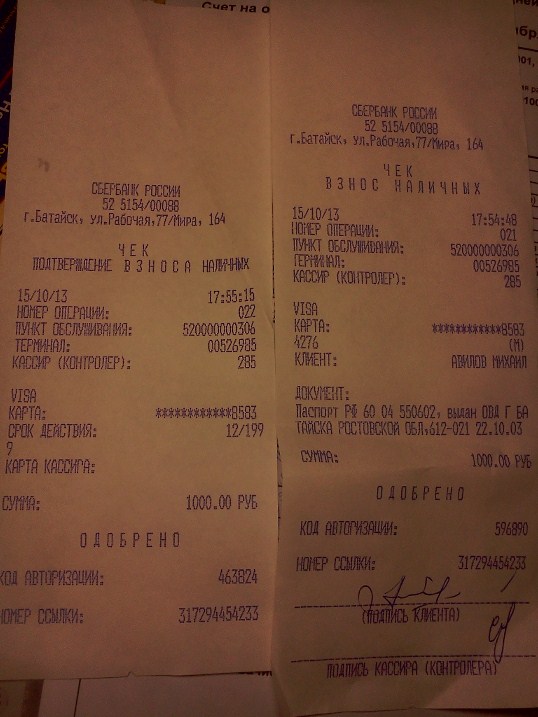 Счет на о
СБЕРБАНК РОССИИ
52 5154/00088
г.Батайск, ул.Рабочая,77/Мира, 164
ЧЕК
ПОДТВЕРЖДЕНИЕ ВЗНОСА НАЛИЧНЫХ
15/10/13 17:55:15
НОМЕР ОПЕРАЦИИ: 022
ПУНКТ ОБСЛУЖИВАНИЯ: 520000000306
ТЕРМИНАЛ: 00526985
КАССИР (КОНТРОЛЕР): 285
VISA
КАРТА: ************8583
СРОК ДЕЙСТВИЯ: 12/199
9
КАРТА КАССИРА:
СУММА: 1000.00 РУБ
ОДОБРЕНО
КОД АВТОРИЗАЦИИ: 463824
НОМЕР ССЫЛКИ: 317294454233
СБЕРБАНК РОССИИ
52 5154/00088
г.Батайск, ул.Рабочая,77/Мира, 164
ЧЕК
ВЗНОС НАЛИЧНЫХ
15/10/13 17:54:48
НОМЕР ОПЕРАЦИИ: 021
ПУНКТ ОБСЛУЖИВАНИЯ: 520000000306
ТЕРМИНАЛ: 00526985
КАССИР (КОНТРОЛЕР): 285
VISA
КАРТА: ************8583
4276 (М)
КЛИЕНТ: АВИЛОВ МИХАИЛ
ДОКУМЕНТ:
Паспорт РФ 60 04 550602, выдан ОВД Г БА
ТАЙСКА РОСТОВСКОЙ ОБЛ,612-021 22.10.03
СУММА: 1000.00 РУБ
ОДОБРЕНО
КОД АВТОРИЗАЦИИ: 596890
НОМЕР ССЫЛКИ: 317294454233
(ПОДПИСЬ КЛИЕНТА)
ПОДПИСЬ КАССИРА (КОНТРОЛЕРА)